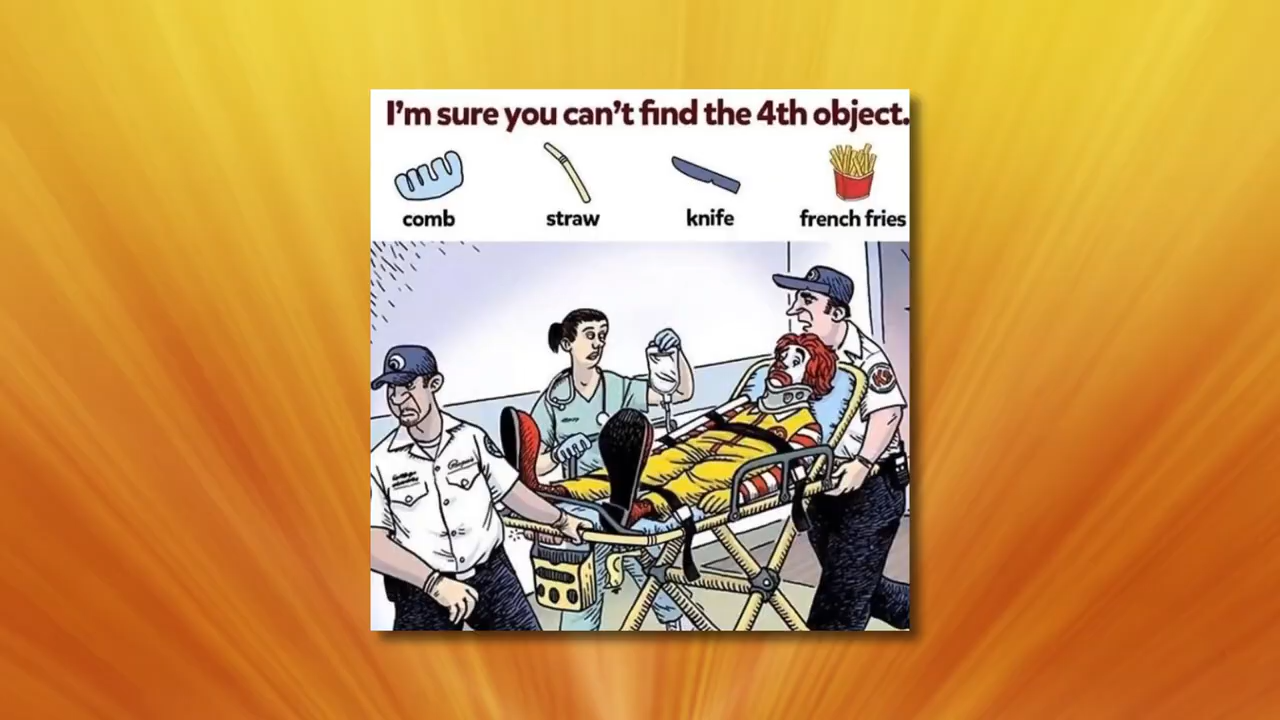 I'm sure you can't find the 4th object.
comb
straw
knife
french fries